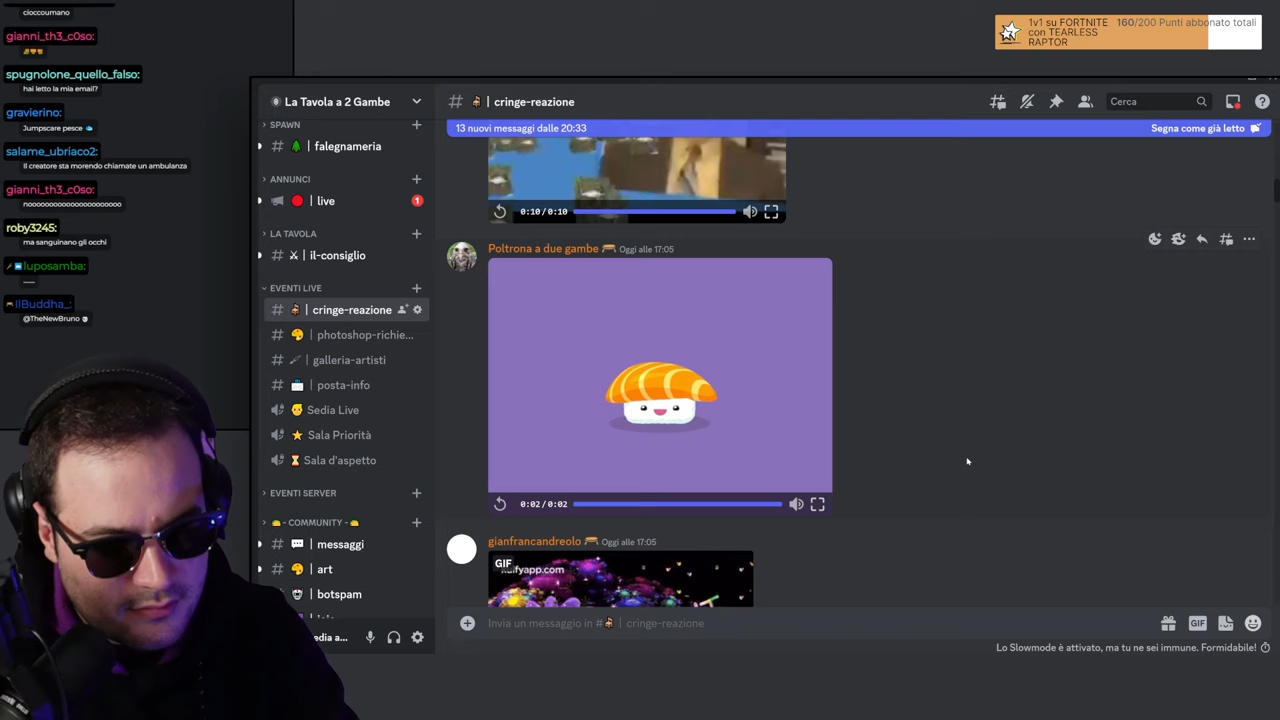 cioccoumano
gianni_th3_c0so:
spugnolone_quello_falso:
hai letto la mia email?
gravierino:
Jumpscare pesce
salame_ubriaco2:
Il creatore sta morendo chiamate un ambulanza
gianni_th3_c0so:
nooooooooooooooooooooo
roby3245:
ma sanguinano gli occhi
luposamba:
IlBuddha_:
@TheNewBruno
1v1 su FORTNITE
con TEARLESS
RAPTOR
160/200 Punti abbonato totali
La Tavola a 2 Gambe
SPAWN
| falegnameria
ANNUNCI
| live
1
LA TAVOLA
| il-consiglio
EVENTI LIVE
| cringe-reazione
| photoshop-richie...
| galleria-artisti
| posta-info
Sedia Live
Sala Priorità
Sala d'aspetto
EVENTI SERVER
- COMMUNITY -
| messaggi
| art
| botspam
edia a...
| cringe-reazione
Cerca
13 nuovi messaggi dalle 20:33
Segna come già letto
0:10/0:10
Poltrona a due gambe Oggi alle 17:05
0:02/0:02
gianfrancandreolo Oggi alle 17:05
GIF
Invia un messaggio in # | cringe-reazione
GIF
Lo Slowmode è attivato, ma tu ne sei immune. Formidabile!